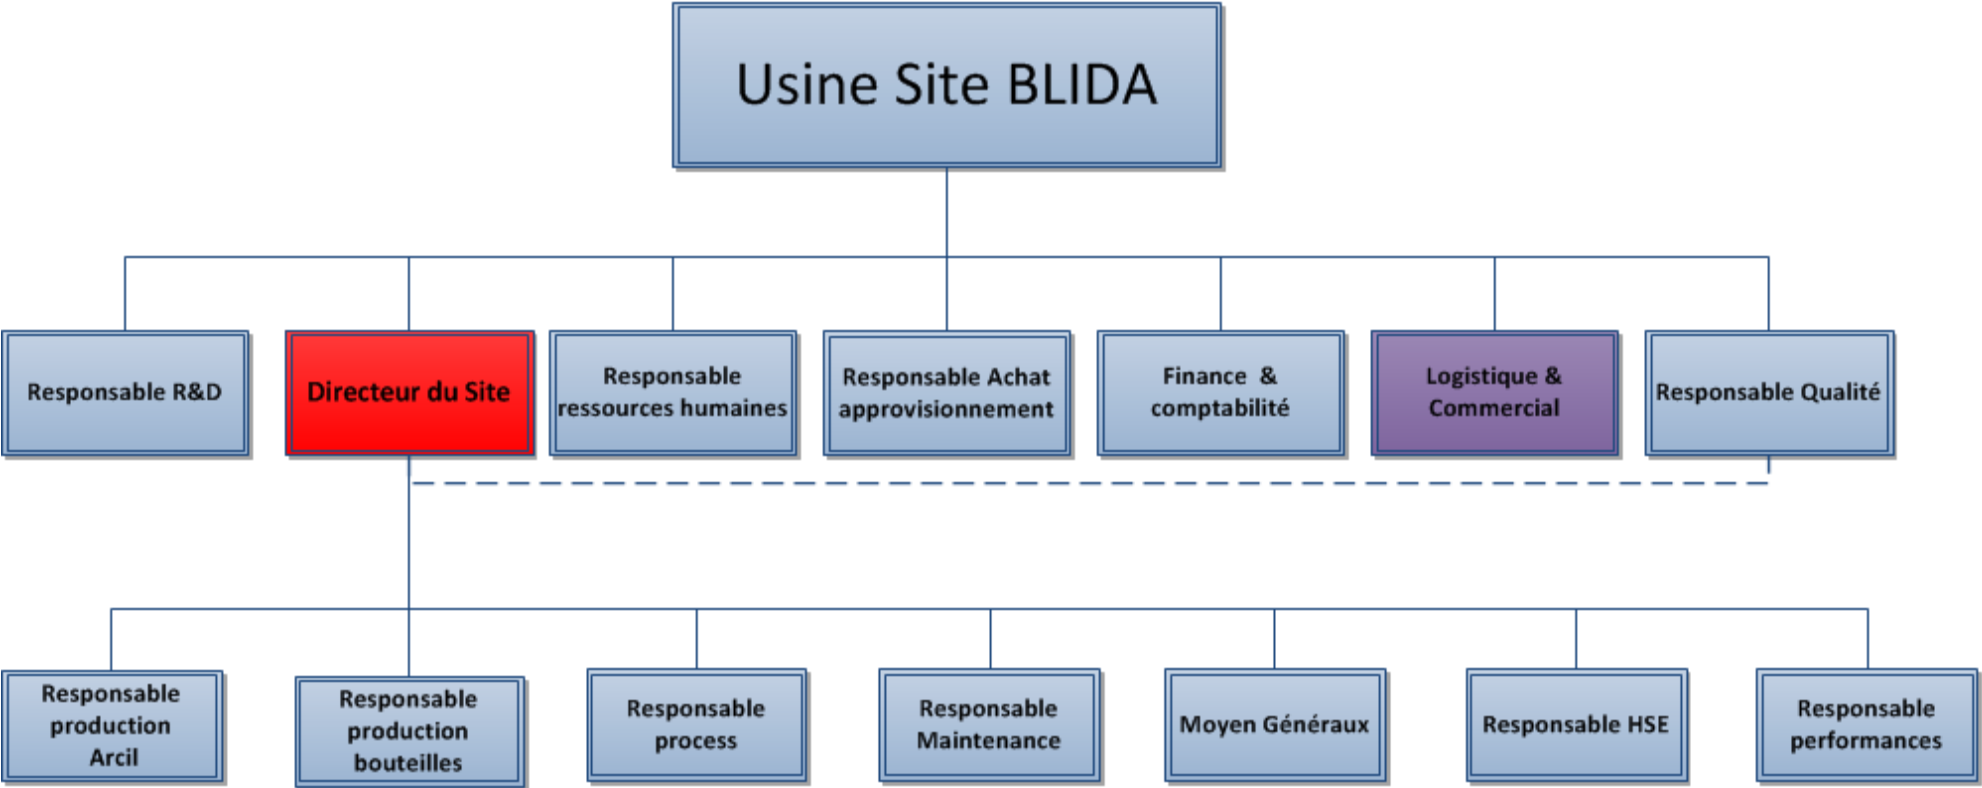 Usine Site BLIDA
Responsable R&D
Directeur du Site
Responsable
ressources humaines
Responsable Achat
approvisionnement
Finance &
comptabilité
Logistique &
Commercial
Responsable Qualité
Responsable
production
Arcil
Responsable
production
bouteilles
Responsable
process
Responsable
Maintenance
Moyen Généraux
Responsable HSE
Responsable
performances